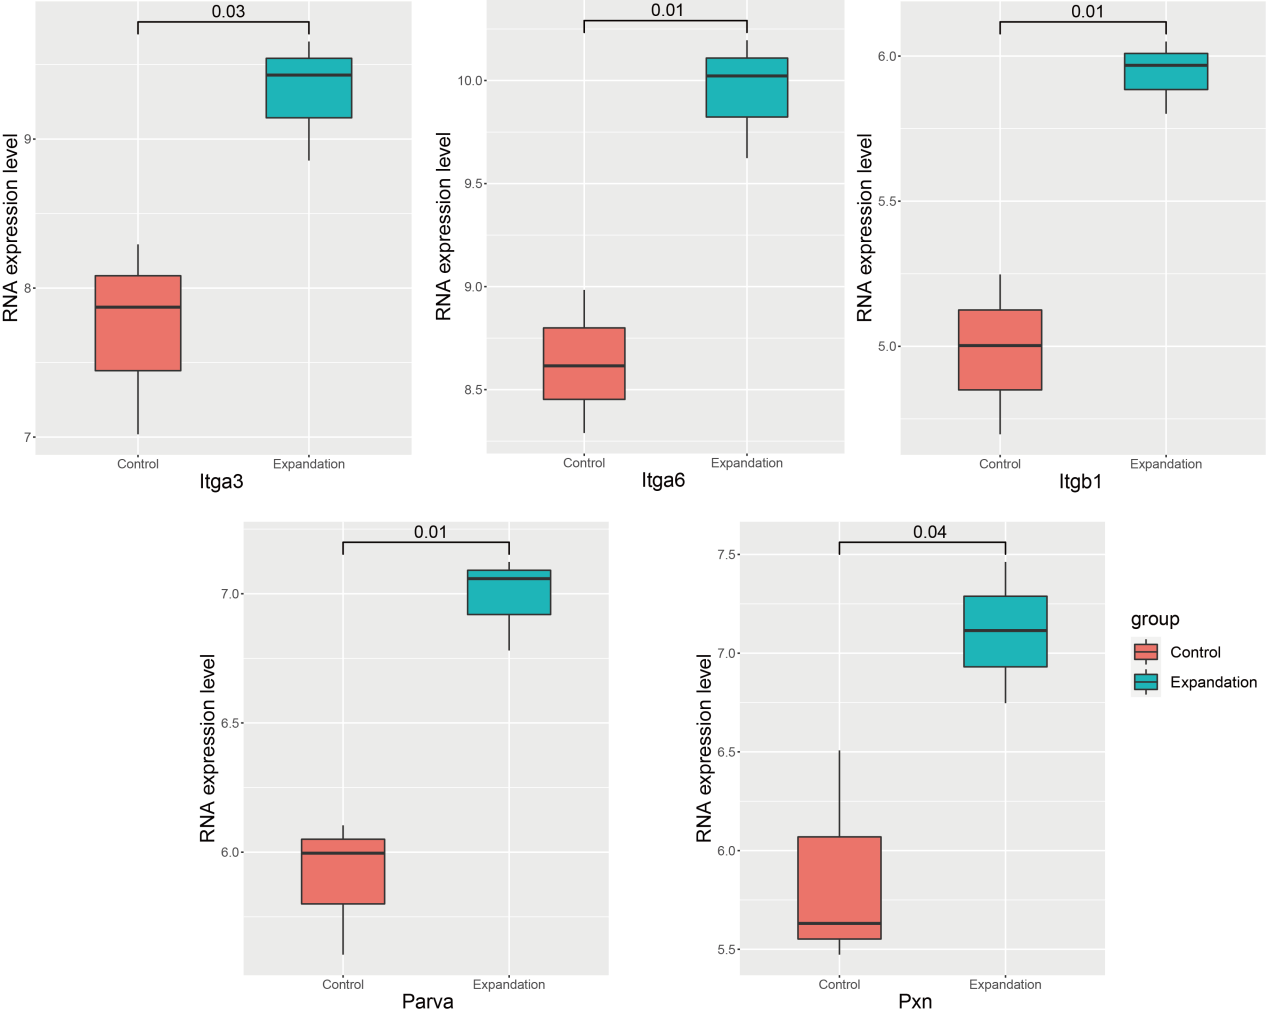 0.03
RNA expression level
9
8
7
Control
Expandation
Itga3
0.01
RNA expression level
10.0
9.5
9.0
8.5
Control
Expandation
Itga6
0.01
RNA expression level
6.0
5.5
5.0
Control
Expandation
Itgb1
0.01
RNA expression level
7.0
6.5
6.0
Control
Expandation
Parva
0.04
RNA expression level
7.5
7.0
6.5
6.0
5.5
Control
Expandation
Pxn
group
Control
Expandation